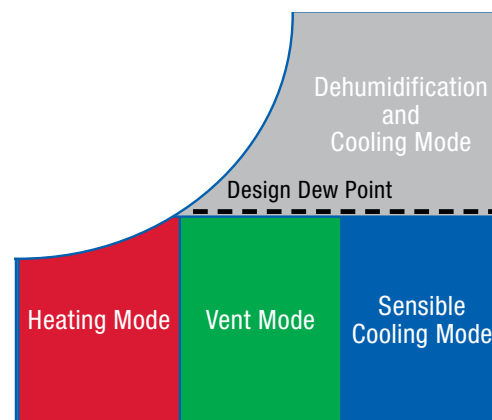 Dehumidification
and
Cooling Mode
Design Dew Point
Heating Mode
Vent Mode
Sensible
Cooling Mode